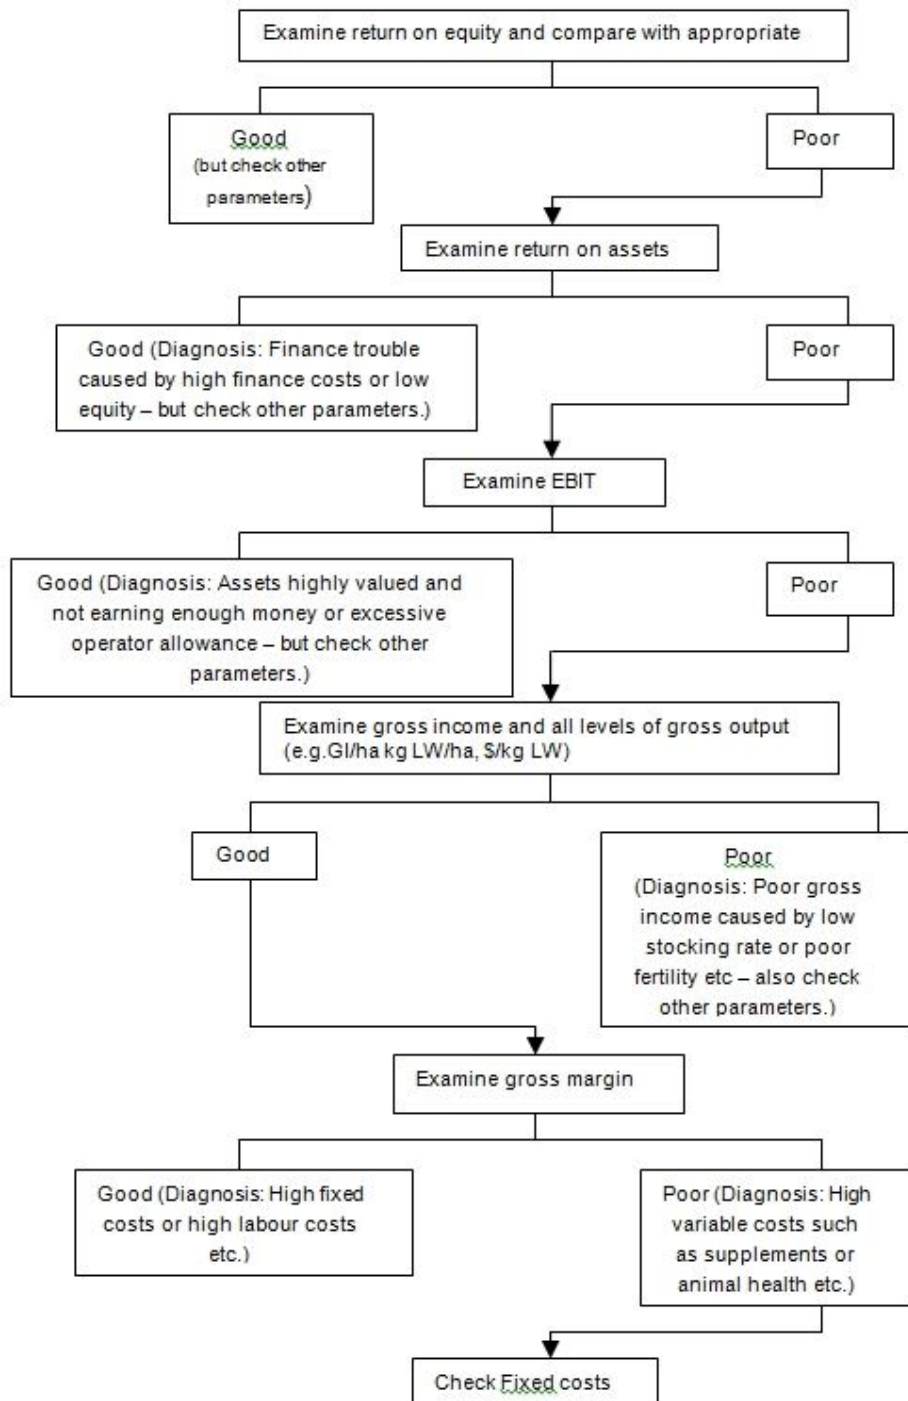 Examine return on equity and compare with appropriate
Good
(but check other
parameters)
Poor
Examine return on assets
Good (Diagnosis: Finance trouble
caused by high finance costs or low
equity – but check other parameters.)
Poor
Examine EBIT
Good (Diagnosis: Assets highly valued and
not earning enough money or excessive
operator allowance – but check other
parameters.)
Poor
Examine gross income and all levels of gross output
(e.g.GI/ha kg LW/ha, $/kg LW)
Good
Poor
(Diagnosis: Poor gross
income caused by low
stocking rate or poor
fertility etc – also check
other parameters.)
Examine gross margin
Good (Diagnosis: High fixed
costs or high labour costs
etc.)
Poor (Diagnosis: High
variable costs such
as supplements or
animal health etc.)
Check Fixed costs